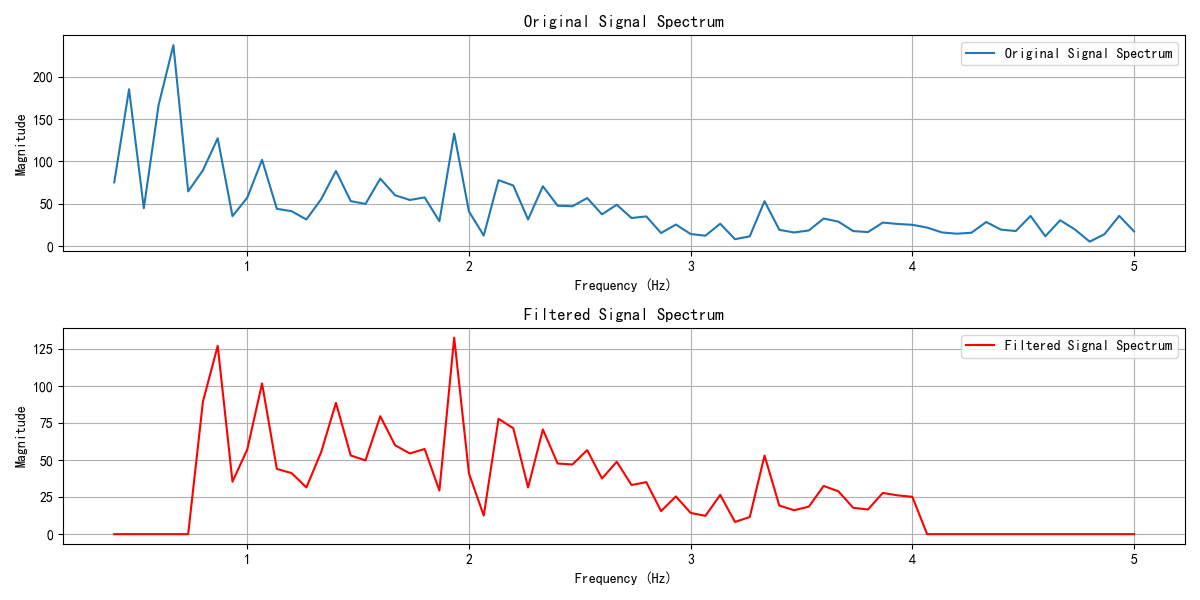 Original Signal Spectrum
Original Signal Spectrum
Magnitude
200
150
100
50
0
1 2 3 4 5
Frequency (Hz)
Filtered Signal Spectrum
Filtered Signal Spectrum
Magnitude
125
100
75
50
25
0
1 2 3 4 5
Frequency (Hz)